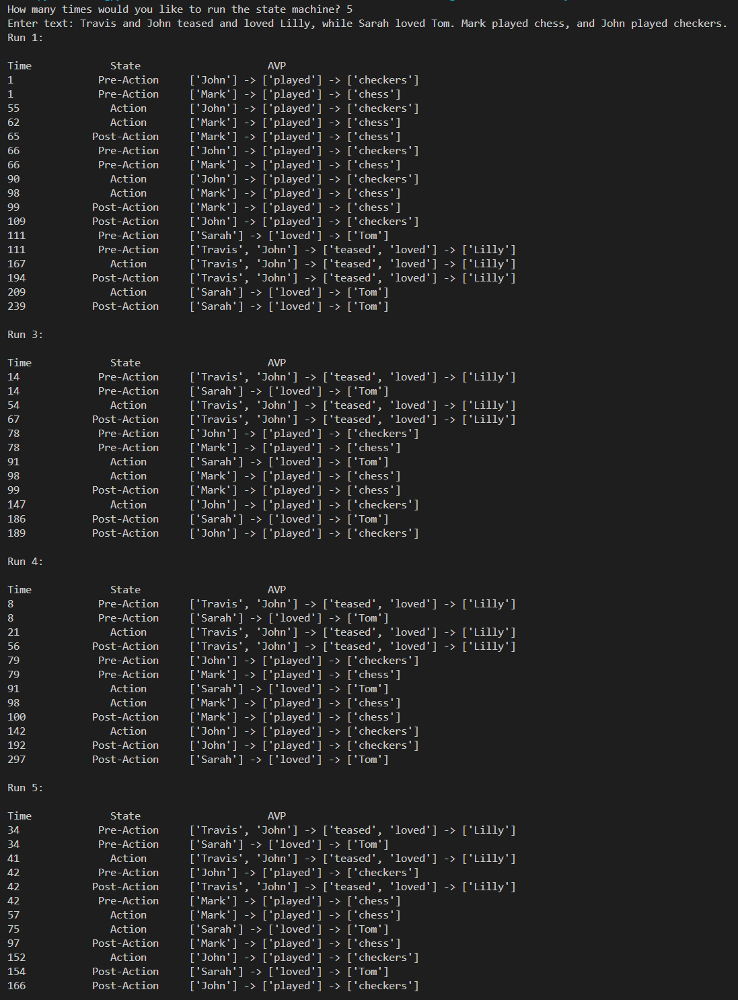 How many times would you like to run the state machine? 5
Enter text: Travis and John teased and loved Lilly, while Sarah loved Tom. Mark played chess, and John played checkers.
Run 1:
Time State AVP
1 Pre-Action ['John'] -> ['played'] -> ['checkers']
1 Pre-Action ['Mark'] -> ['played'] -> ['chess']
55 Action ['John'] -> ['played'] -> ['checkers']
62 Action ['Mark'] -> ['played'] -> ['chess']
65 Post-Action ['Mark'] -> ['played'] -> ['chess']
66 Pre-Action ['John'] -> ['played'] -> ['checkers']
66 Pre-Action ['Mark'] -> ['played'] -> ['chess']
90 Action ['John'] -> ['played'] -> ['checkers']
98 Action ['Mark'] -> ['played'] -> ['chess']
99 Post-Action ['Mark'] -> ['played'] -> ['chess']
109 Post-Action ['John'] -> ['played'] -> ['checkers']
111 Pre-Action ['Sarah'] -> ['loved'] -> ['Tom']
111 Pre-Action ['Travis', 'John'] -> ['teased', 'loved'] -> ['Lilly']
167 Action ['Travis', 'John'] -> ['teased', 'loved'] -> ['Lilly']
194 Post-Action ['Travis', 'John'] -> ['teased', 'loved'] -> ['Lilly']
209 Action ['Sarah'] -> ['loved'] -> ['Tom']
239 Post-Action ['Sarah'] -> ['loved'] -> ['Tom']
Run 3:
Time State AVP
14 Pre-Action ['Travis', 'John'] -> ['teased', 'loved'] -> ['Lilly']
14 Pre-Action ['Sarah'] -> ['loved'] -> ['Tom']
54 Action ['Travis', 'John'] -> ['teased', 'loved'] -> ['Lilly']
67 Post-Action ['Travis', 'John'] -> ['teased', 'loved'] -> ['Lilly']
78 Pre-Action ['John'] -> ['played'] -> ['checkers']
78 Pre-Action ['Mark'] -> ['played'] -> ['chess']
91 Action ['Sarah'] -> ['loved'] -> ['Tom']
98 Action ['Mark'] -> ['played'] -> ['chess']
99 Post-Action ['Mark'] -> ['played'] -> ['chess']
147 Action ['John'] -> ['played'] -> ['checkers']
186 Post-Action ['Sarah'] -> ['loved'] -> ['Tom']
189 Post-Action ['John'] -> ['played'] -> ['checkers']
Run 4:
Time State AVP
8 Pre-Action ['Travis', 'John'] -> ['teased', 'loved'] -> ['Lilly']
8 Pre-Action ['Sarah'] -> ['loved'] -> ['Tom']
21 Action ['Travis', 'John'] -> ['teased', 'loved'] -> ['Lilly']
56 Post-Action ['Travis', 'John'] -> ['teased', 'loved'] -> ['Lilly']
79 Pre-Action ['John'] -> ['played'] -> ['checkers']
79 Pre-Action ['Mark'] -> ['played'] -> ['chess']
91 Action ['Sarah'] -> ['loved'] -> ['Tom']
98 Action ['Mark'] -> ['played'] -> ['chess']
100 Post-Action ['Mark'] -> ['played'] -> ['chess']
142 Action ['John'] -> ['played'] -> ['checkers']
192 Post-Action ['John'] -> ['played'] -> ['checkers']
297 Post-Action ['Sarah'] -> ['loved'] -> ['Tom']
Run 5:
Time State AVP
34 Pre-Action ['Travis', 'John'] -> ['teased', 'loved'] -> ['Lilly']
34 Pre-Action ['Sarah'] -> ['loved'] -> ['Tom']
41 Action ['Travis', 'John'] -> ['teased', 'loved'] -> ['Lilly']
42 Pre-Action ['John'] -> ['played'] -> ['checkers']
42 Post-Action ['Travis', 'John'] -> ['teased', 'loved'] -> ['Lilly']
42 Pre-Action ['Mark'] -> ['played'] -> ['chess']
57 Action ['Mark'] -> ['played'] -> ['chess']
75 Action ['Sarah'] -> ['loved'] -> ['Tom']
97 Post-Action ['Mark'] -> ['played'] -> ['chess']
152 Action ['John'] -> ['played'] -> ['checkers']
154 Post-Action ['Sarah'] -> ['loved'] -> ['Tom']
166 Post-Action ['John'] -> ['played'] -> ['checkers']